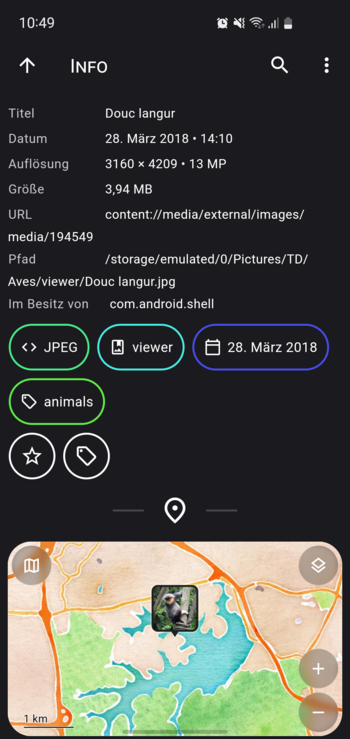 10:49
Info
Titel Douc langur
Datum 28. März 2018 • 14:10
Auflösung 3160 × 4209 • 13 MP
Größe 3,94 MB
URL content://media/external/images/
media/194549
Pfad /storage/emulated/0/Pictures/TD/
Aves/viewer/Douc langur.jpg
Im Besitz von com.android.shell
JPEG viewer 28. März 2018
animals
1 km